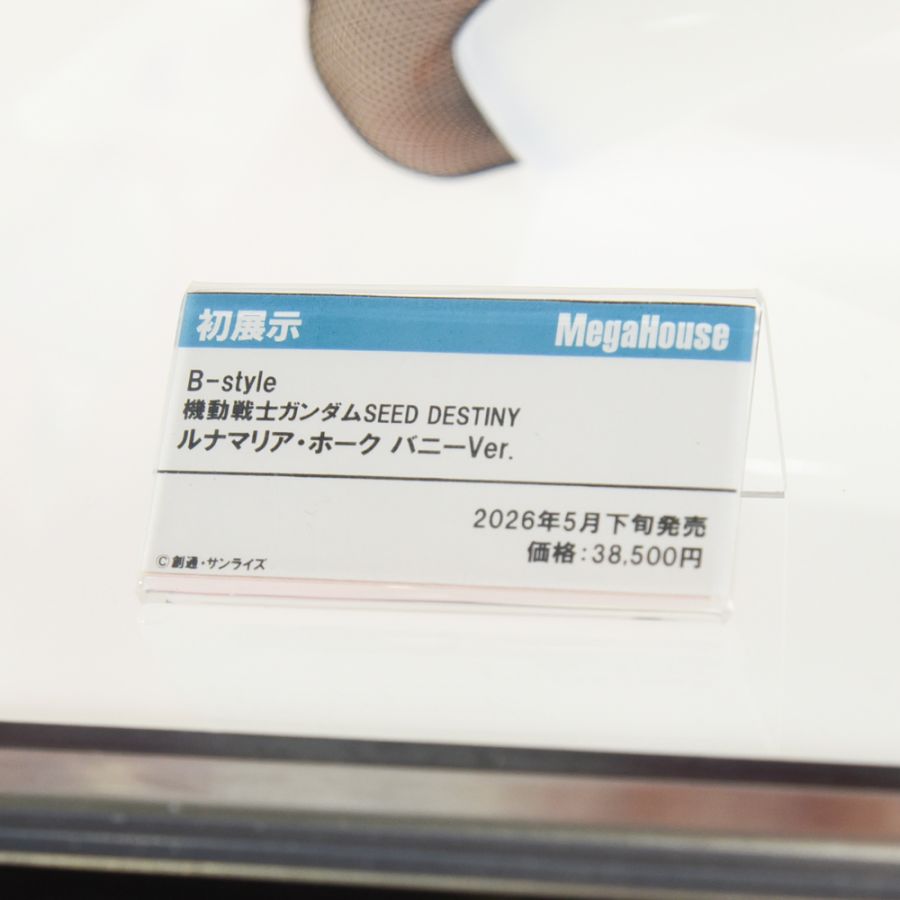 初展示 MegaHouse
B-style
機動戦士ガンダムSEED DESTINY
ルナマリア・ホーク バニーVer.
2026年5月下旬発売
価格:38,500円
©創通・サンライズ